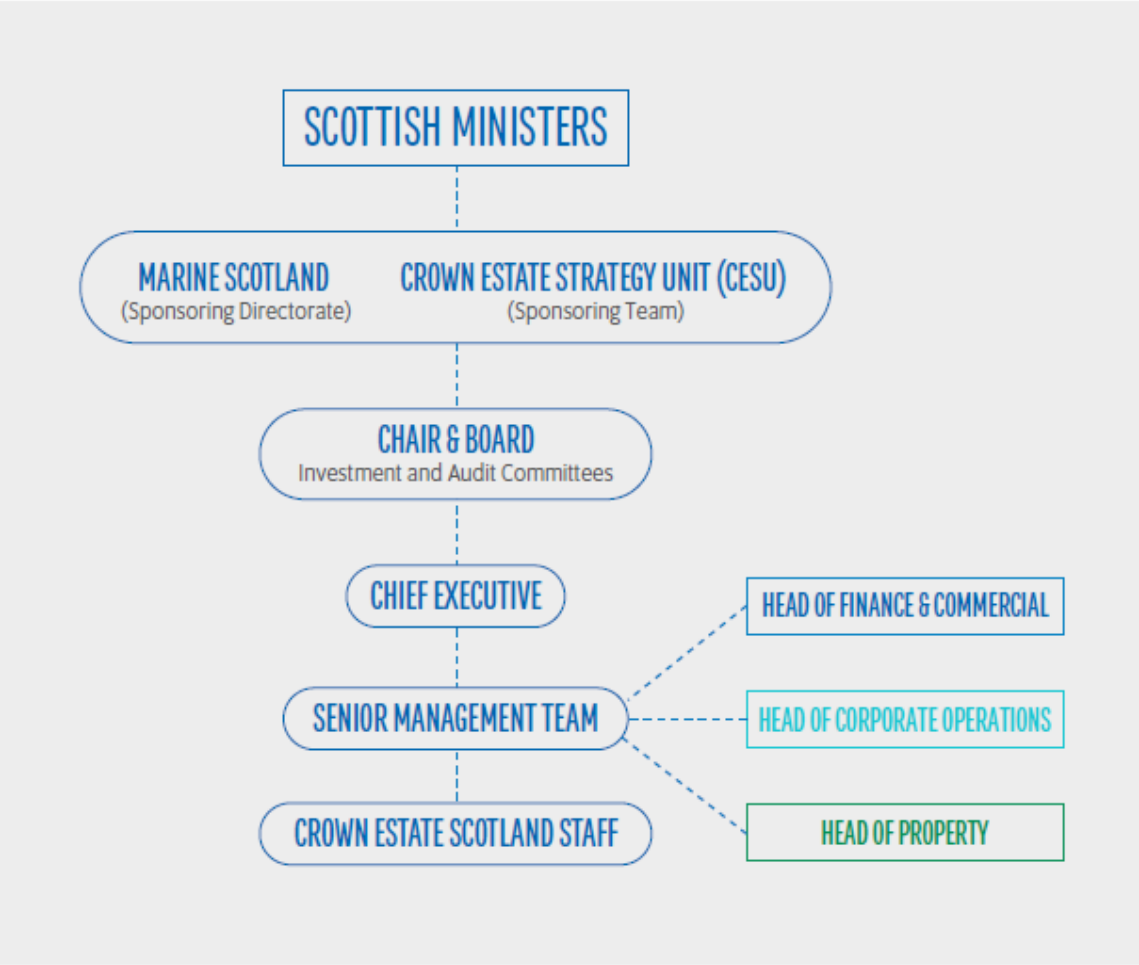 SCOTTISH MINISTERS
MARINE SCOTLAND
(Sponsoring Directorate)
CROWN ESTATE STRATEGY UNIT (CESU)
(Sponsoring Team)
CHAIR & BOARD
Investment and Audit Committees
CHIEF EXECUTIVE
SENIOR MANAGEMENT TEAM
HEAD OF FINANCE & COMMERCIAL
HEAD OF CORPORATE OPERATIONS
HEAD OF PROPERTY
CROWN ESTATE SCOTLAND STAFF